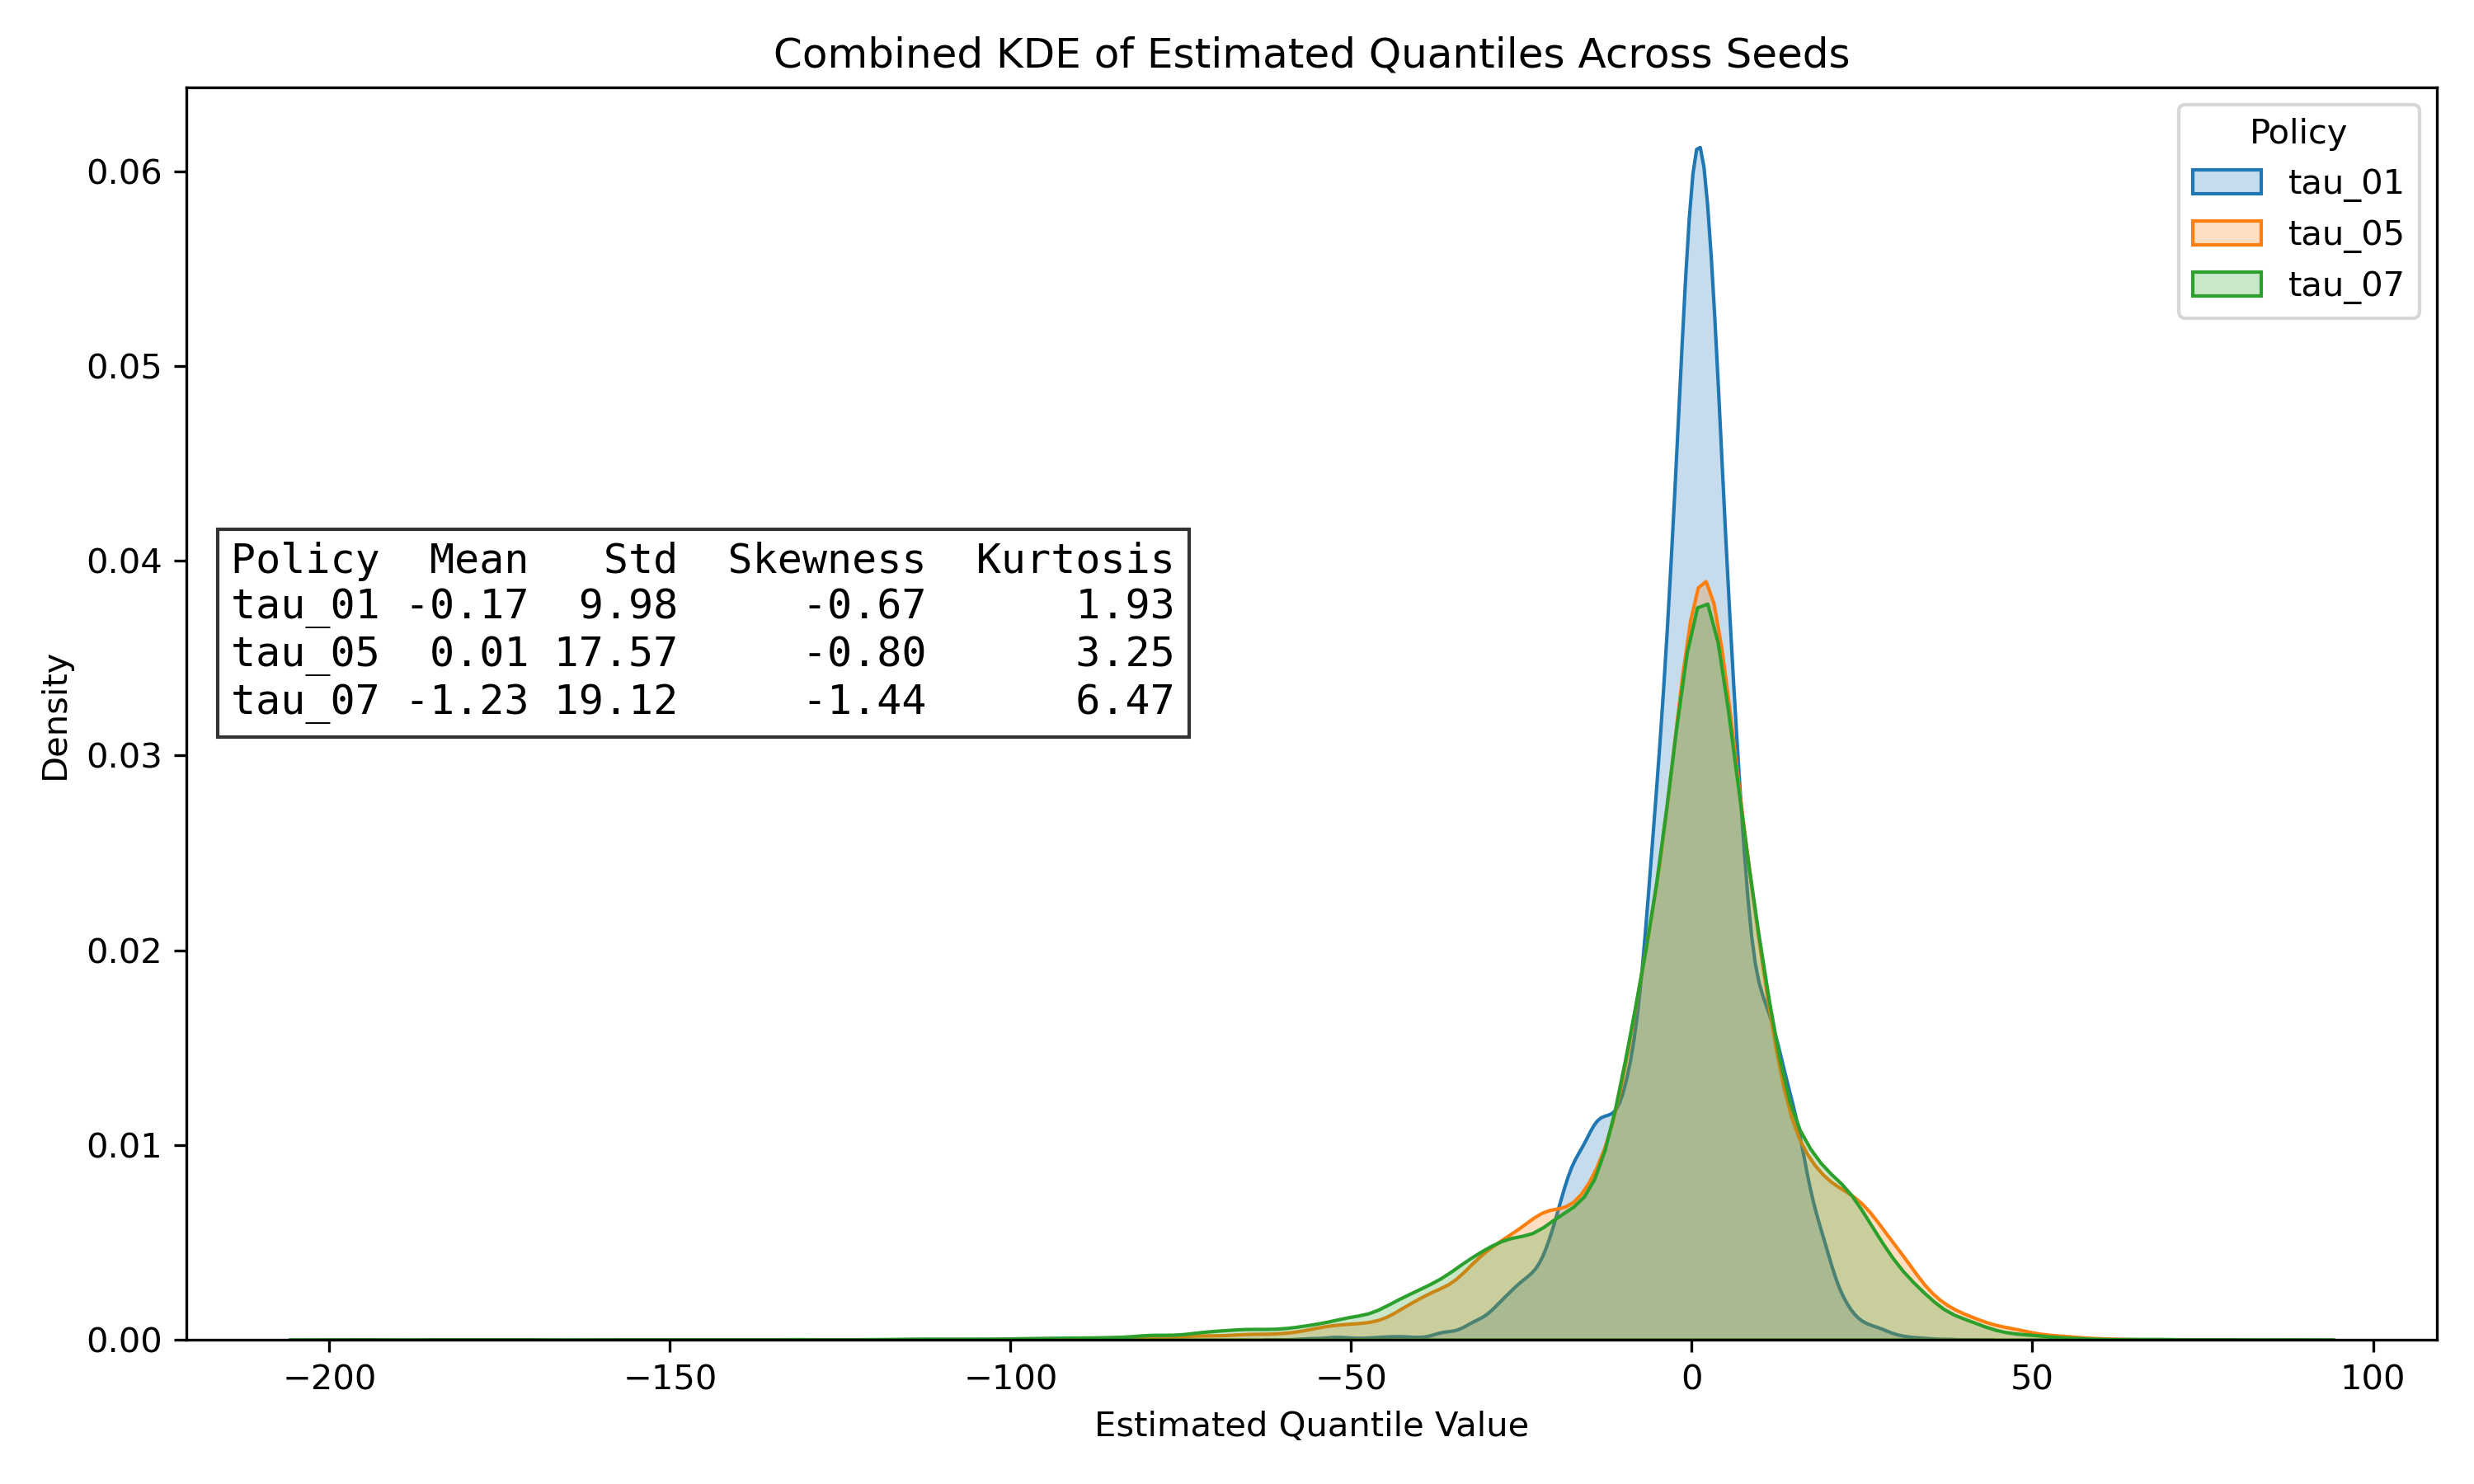 Combined KDE of Estimated Quantiles Across Seeds
Policy
tau_01
tau_05
tau_07
Policy  Mean   Std  Skewness  Kurtosis
tau_01 -0.17  9.98     -0.67      1.93
tau_05  0.01 17.57     -0.80      3.25
tau_07 -1.23 19.12     -1.44      6.47
Density
0.06
0.05
0.04
0.03
0.02
0.01
0.00
−200 −150 −100 −50 0 50 100
Estimated Quantile Value